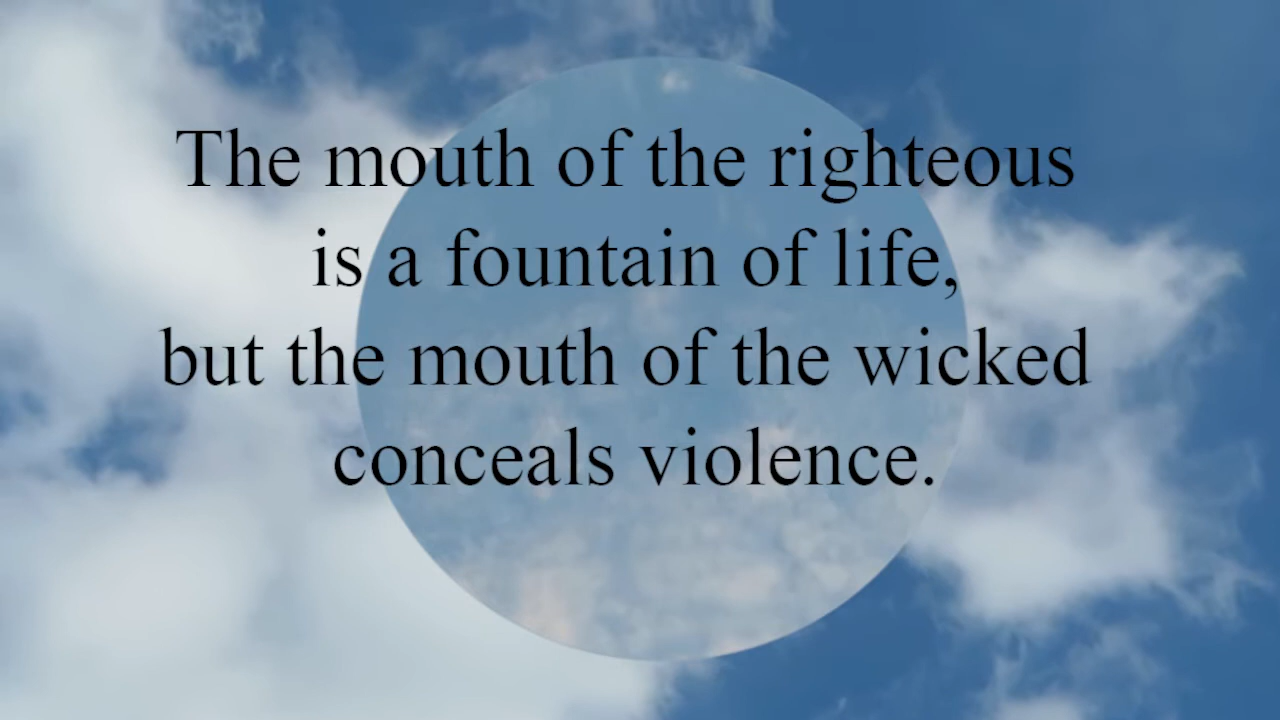 The mouth of the righteous
is a fountain of life,
but the mouth of the wicked
conceals violence.